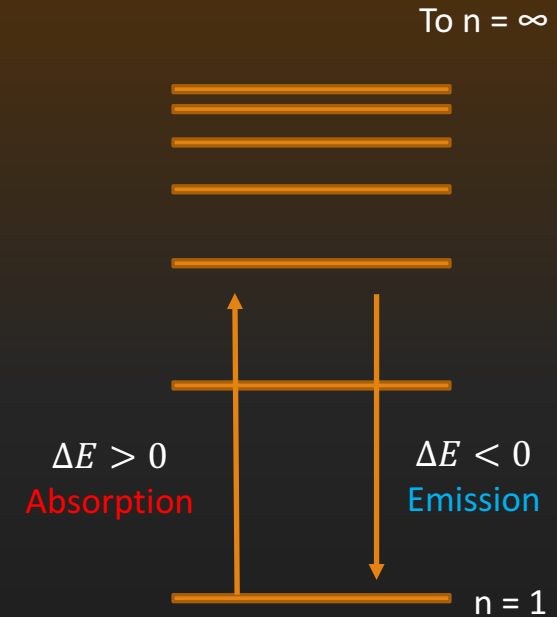 To n = ∞
ΔE > 0
Absorption
ΔE < 0
Emission
n = 1